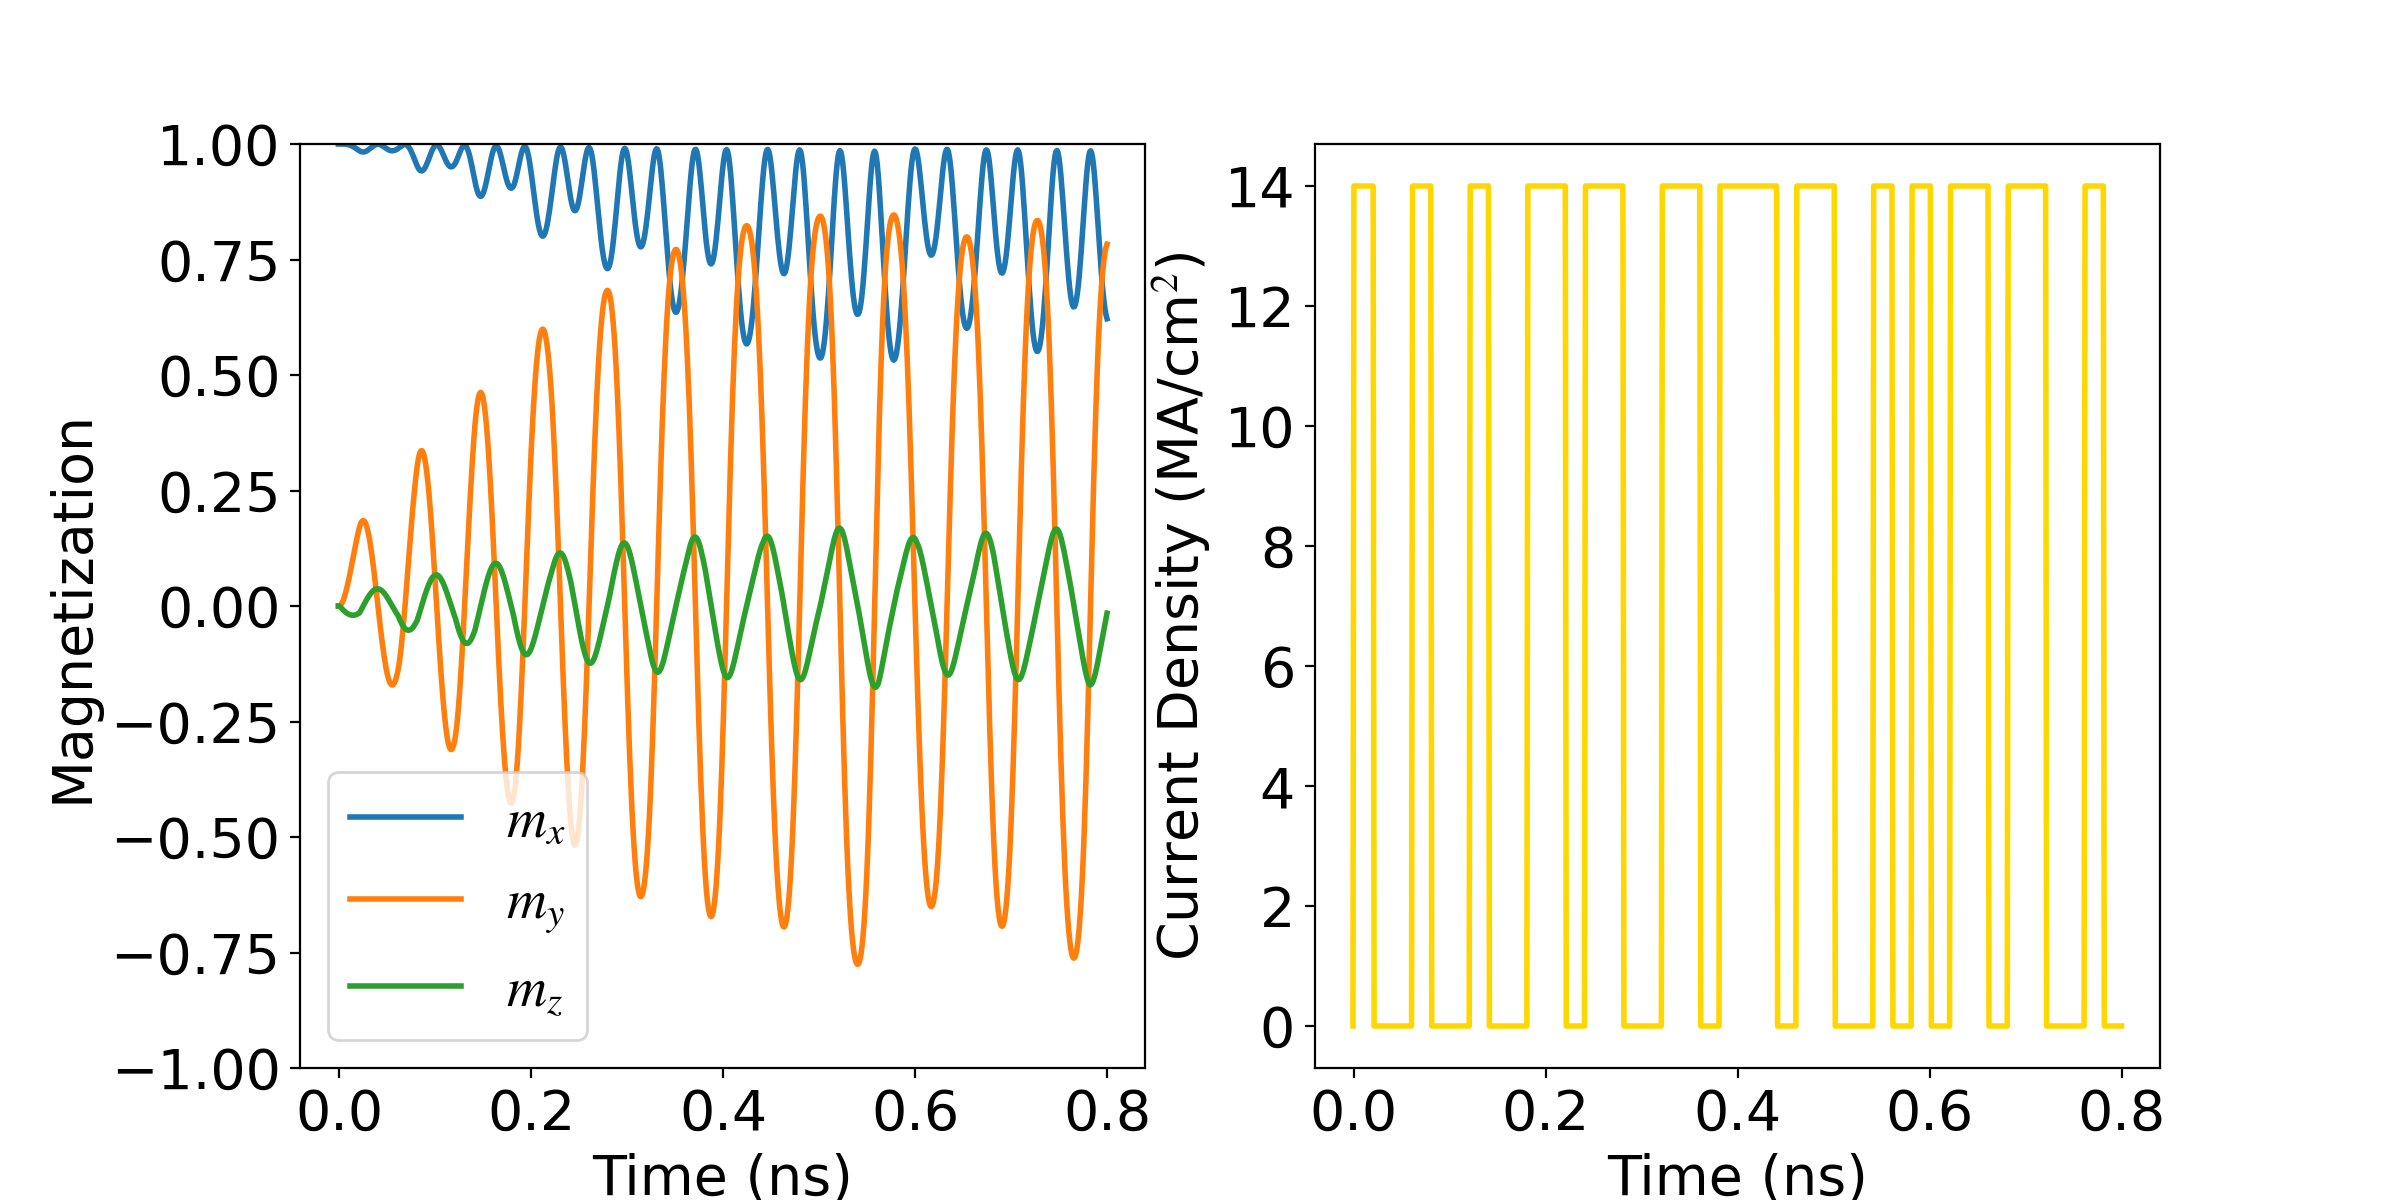 Magnetization
1.00
0.75
0.50
0.25
0.00
−0.25
−0.50
−0.75
−1.00
m_x
m_y
m_z
0.0 0.2 0.4 0.6 0.8
Time (ns)
Current Density (MA/cm²)
14
12
10
8
6
4
2
0
0.0 0.2 0.4 0.6 0.8
Time (ns)